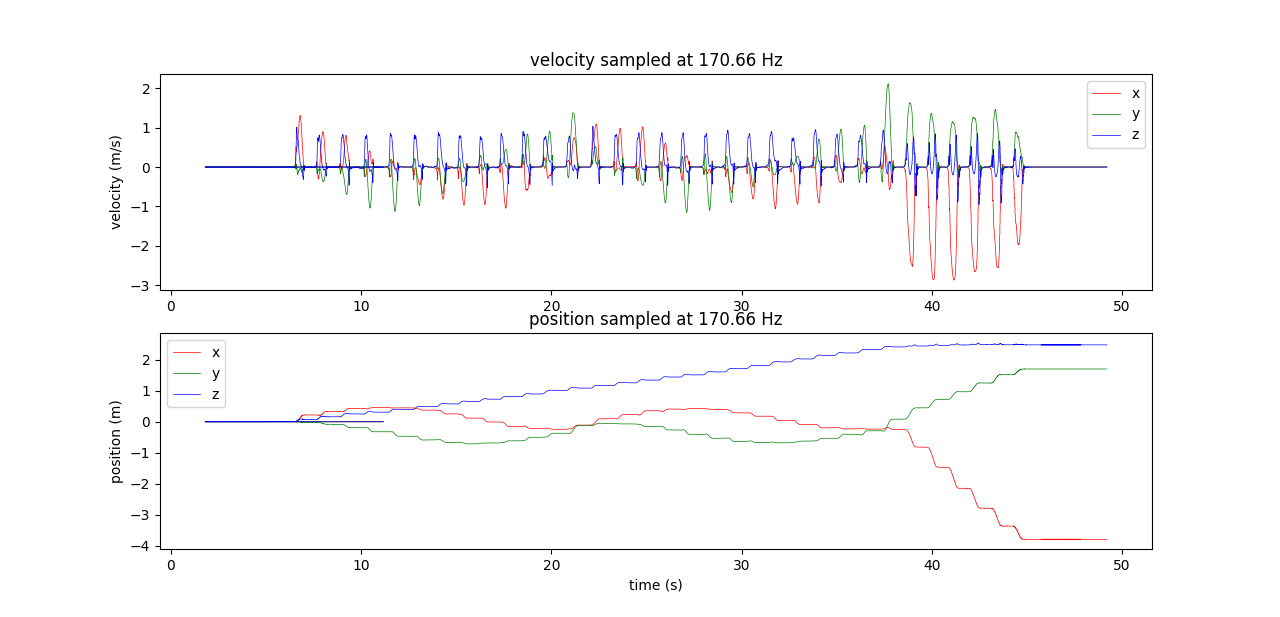 velocity sampled at 170.66 Hz
velocity (m/s)
2
1
0
−1
−2
−3
x
y
z
0 10 20 30 40 50
position sampled at 170.66 Hz
position (m)
2
1
0
−1
−2
−3
−4
x
y
z
0 10 20 30 40 50
time (s)